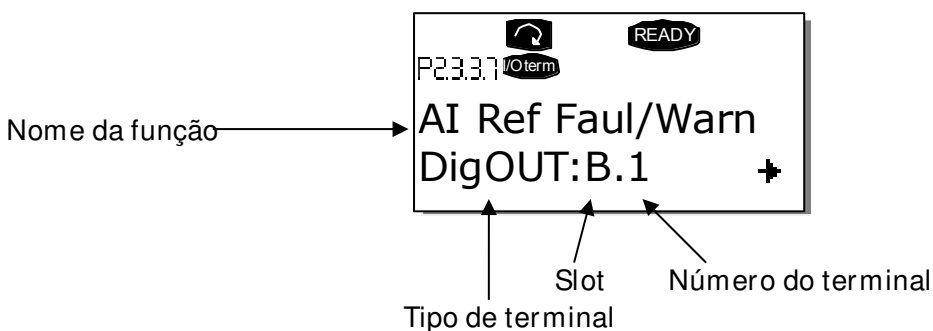 READY
P2.3.3.7 I/Oterm
Nome da função
AI Ref Faul/Warn
DigOUT:B.1
Slot
Número do terminal
Tipo de terminal